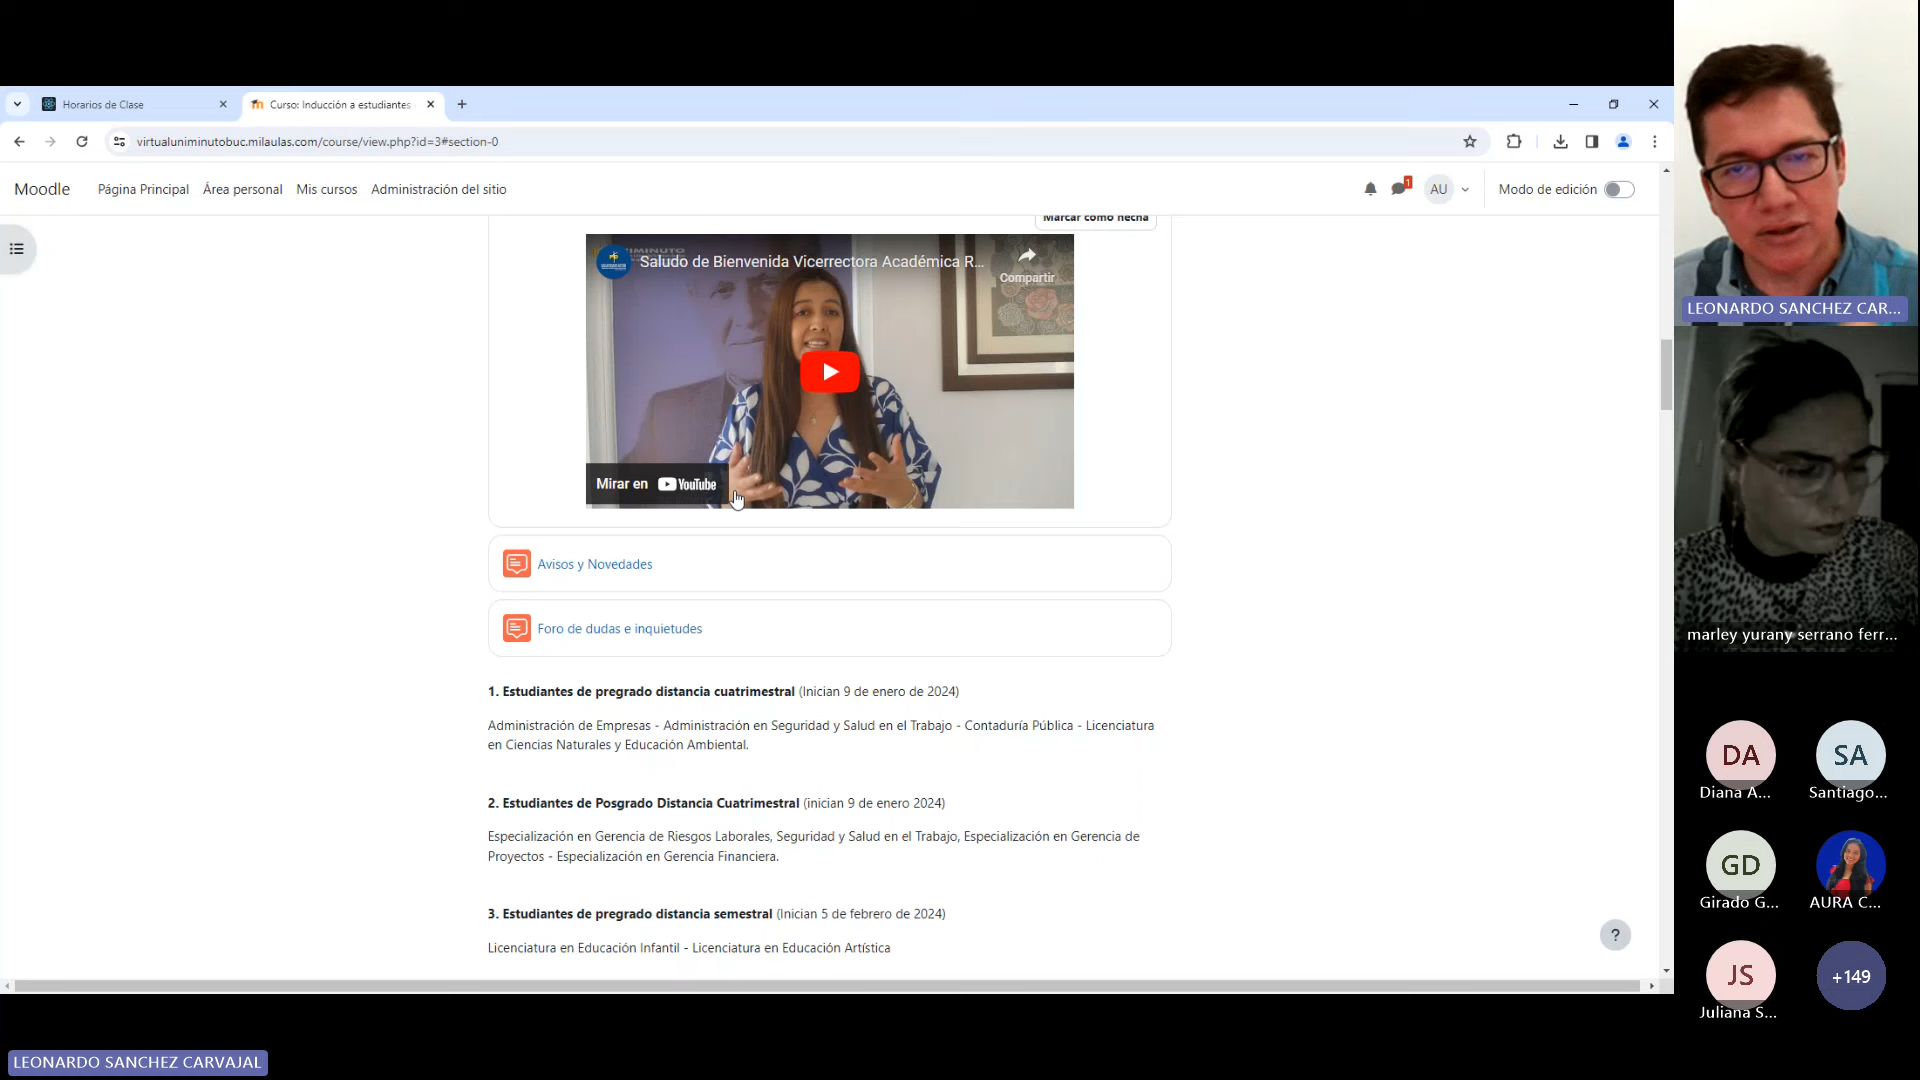 Horarios de Clase
Curso: Inducción a estudiantes
virtualuniminutobuc.milaulas.com/course/view.php?id=3#section-0
Moodle
Página Principal
Área personal
Mis cursos
Administración del sitio
1
AU
Modo de edición
Marcar como hecha
Saludo de Bienvenida Vicerrectora Académica R...
Compartir
Mirar en YouTube
Avisos y Novedades
Foro de dudas e inquietudes
1. Estudiantes de pregrado distancia cuatrimestral (Inician 9 de enero de 2024)
Administración de Empresas - Administración en Seguridad y Salud en el Trabajo - Contaduría Pública - Licenciatura
en Ciencias Naturales y Educación Ambiental.
2. Estudiantes de Posgrado Distancia Cuatrimestral (inician 9 de enero 2024)
Especialización en Gerencia de Riesgos Laborales, Seguridad y Salud en el Trabajo, Especialización en Gerencia de
Proyectos - Especialización en Gerencia Financiera.
3. Estudiantes de pregrado distancia semestral (Inician 5 de febrero de 2024)
Licenciatura en Educación Infantil - Licenciatura en Educación Artística
?
LEONARDO SANCHEZ CAR...
marley yurany serrano ferr...
DA
Diana A...
SA
Santiago...
GD
Girado G...
AURA C...
JS
Juliana S...
+149
LEONARDO SANCHEZ CARVAJAL